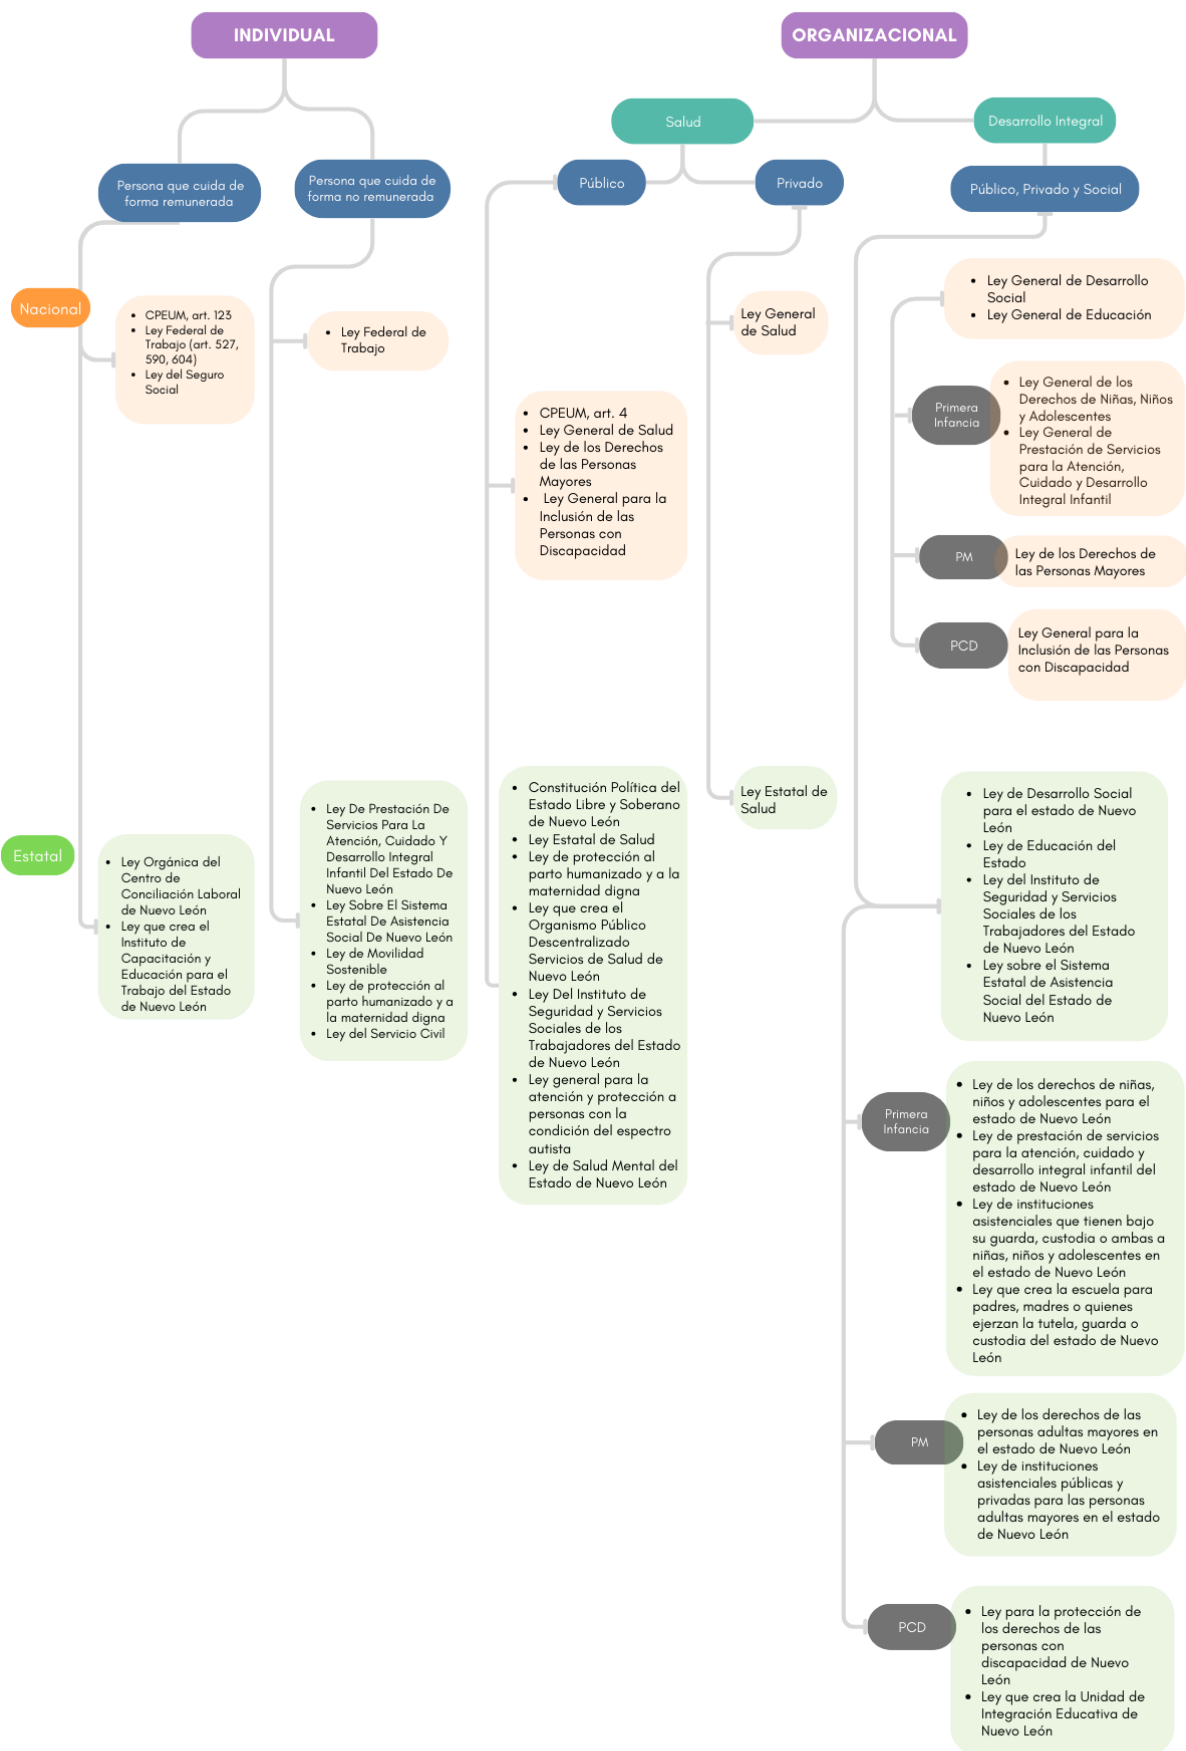 INDIVIDUAL
ORGANIZACIONAL
Salud
Desarrollo Integral
Persona que cuida de
forma remunerada
Persona que cuida de
forma no remunerada
Público
Privado
Público, Privado y Social
Nacional
• CPEUM, art. 123
• Ley Federal de
Trabajo (art. 527,
590, 604)
• Ley del Seguro
Social
• Ley Federal de
Trabajo
• CPEUM, art. 4
• Ley General de Salud
• Ley de los Derechos
de las Personas
Mayores
• Ley General para la
Inclusión de las
Personas con
Discapacidad
Ley General
de Salud
• Ley General de Desarrollo
Social
• Ley General de Educación
Primera
Infancia
• Ley General de los
Derechos de Niñas, Niños
y Adolescentes
• Ley General de
Prestación de Servicios
para la Atención,
Cuidado y Desarrollo
Integral Infantil
PM
Ley de los Derechos de
las Personas Mayores
PCD
Ley General para la
Inclusión de las Personas
con Discapacidad
Estatal
• Ley Orgánica del
Centro de
Conciliación Laboral
de Nuevo León
• Ley que crea el
Instituto de
Capacitación y
Educación para el
Trabajo del Estado
de Nuevo León
• Ley De Prestación De
Servicios Para La
Atención, Cuidado Y
Desarrollo Integral
Infantil Del Estado De
Nuevo León
• Ley Sobre El Sistema
Estatal De Asistencia
Social De Nuevo León
• Ley de Movilidad
Sostenible
• Ley de protección al
parto humanizado y a
la maternidad digna
• Ley del Servicio Civil
• Constitución Política del
Estado Libre y Soberano
de Nuevo León
• Ley Estatal de Salud
• Ley de protección al
parto humanizado y a la
maternidad digna
• Ley que crea el
Organismo Público
Descentralizado
Servicios de Salud de
Nuevo León
• Ley Del Instituto de
Seguridad y Servicios
Sociales de los
Trabajadores del Estado
de Nuevo León
• Ley general para la
atención y protección a
personas con la
condición del espectro
autista
• Ley de Salud Mental del
Estado de Nuevo León
Ley Estatal de
Salud
• Ley de Desarrollo Social
para el estado de Nuevo
León
• Ley de Educación del
Estado
• Ley del Instituto de
Seguridad y Servicios
Sociales de los
Trabajadores del Estado
de Nuevo León
• Ley sobre el Sistema
Estatal de Asistencia
Social del Estado de
Nuevo León
Primera
Infancia
• Ley de los derechos de niñas,
niños y adolescentes para el
estado de Nuevo León
• Ley de prestación de servicios
para la atención, cuidado y
desarrollo integral infantil del
estado de Nuevo León
• Ley de instituciones
asistenciales que tienen bajo
su guarda, custodia o ambas a
niñas, niños y adolescentes en
el estado de Nuevo León
• Ley que crea la escuela para
padres, madres o quienes
ejerzan la tutela, guarda o
custodia del estado de Nuevo
León
PM
• Ley de los derechos de las
personas adultas mayores en
el estado de Nuevo León
• Ley de instituciones
asistenciales públicas y
privadas para las personas
adultas mayores en el estado
de Nuevo León
PCD
• Ley para la protección de
los derechos de las
personas con
discapacidad de Nuevo
León
• Ley que crea la Unidad de
Integración Educativa de
Nuevo León